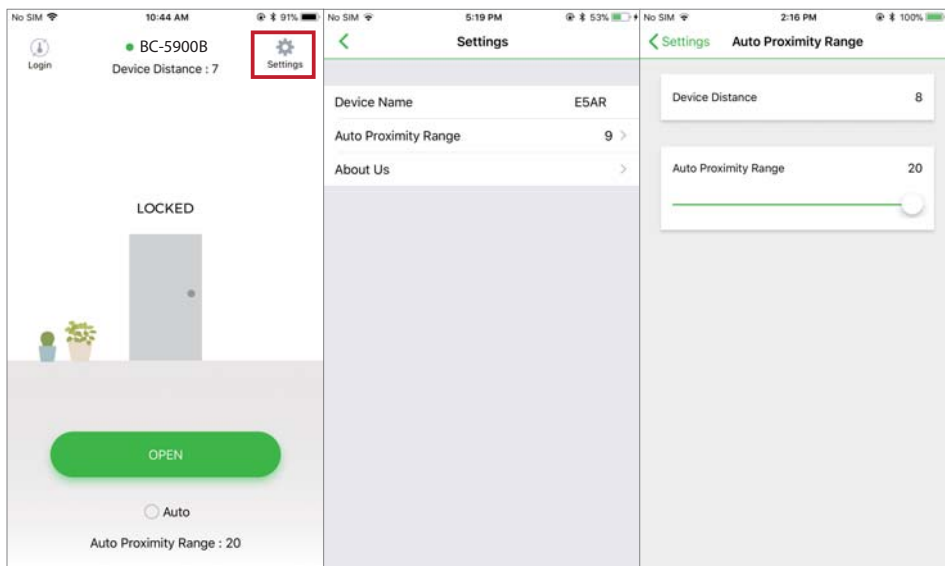 No SIM 10:44 AM 91%
Login
BC-5900B
Device Distance : 7
Settings
LOCKED
OPEN
Auto
Auto Proximity Range : 20
No SIM 5:19 PM 53%
Settings
Device Name E5AR
Auto Proximity Range 9
About Us
No SIM 2:16 PM 100%
Settings Auto Proximity Range
Device Distance 8
Auto Proximity Range 20